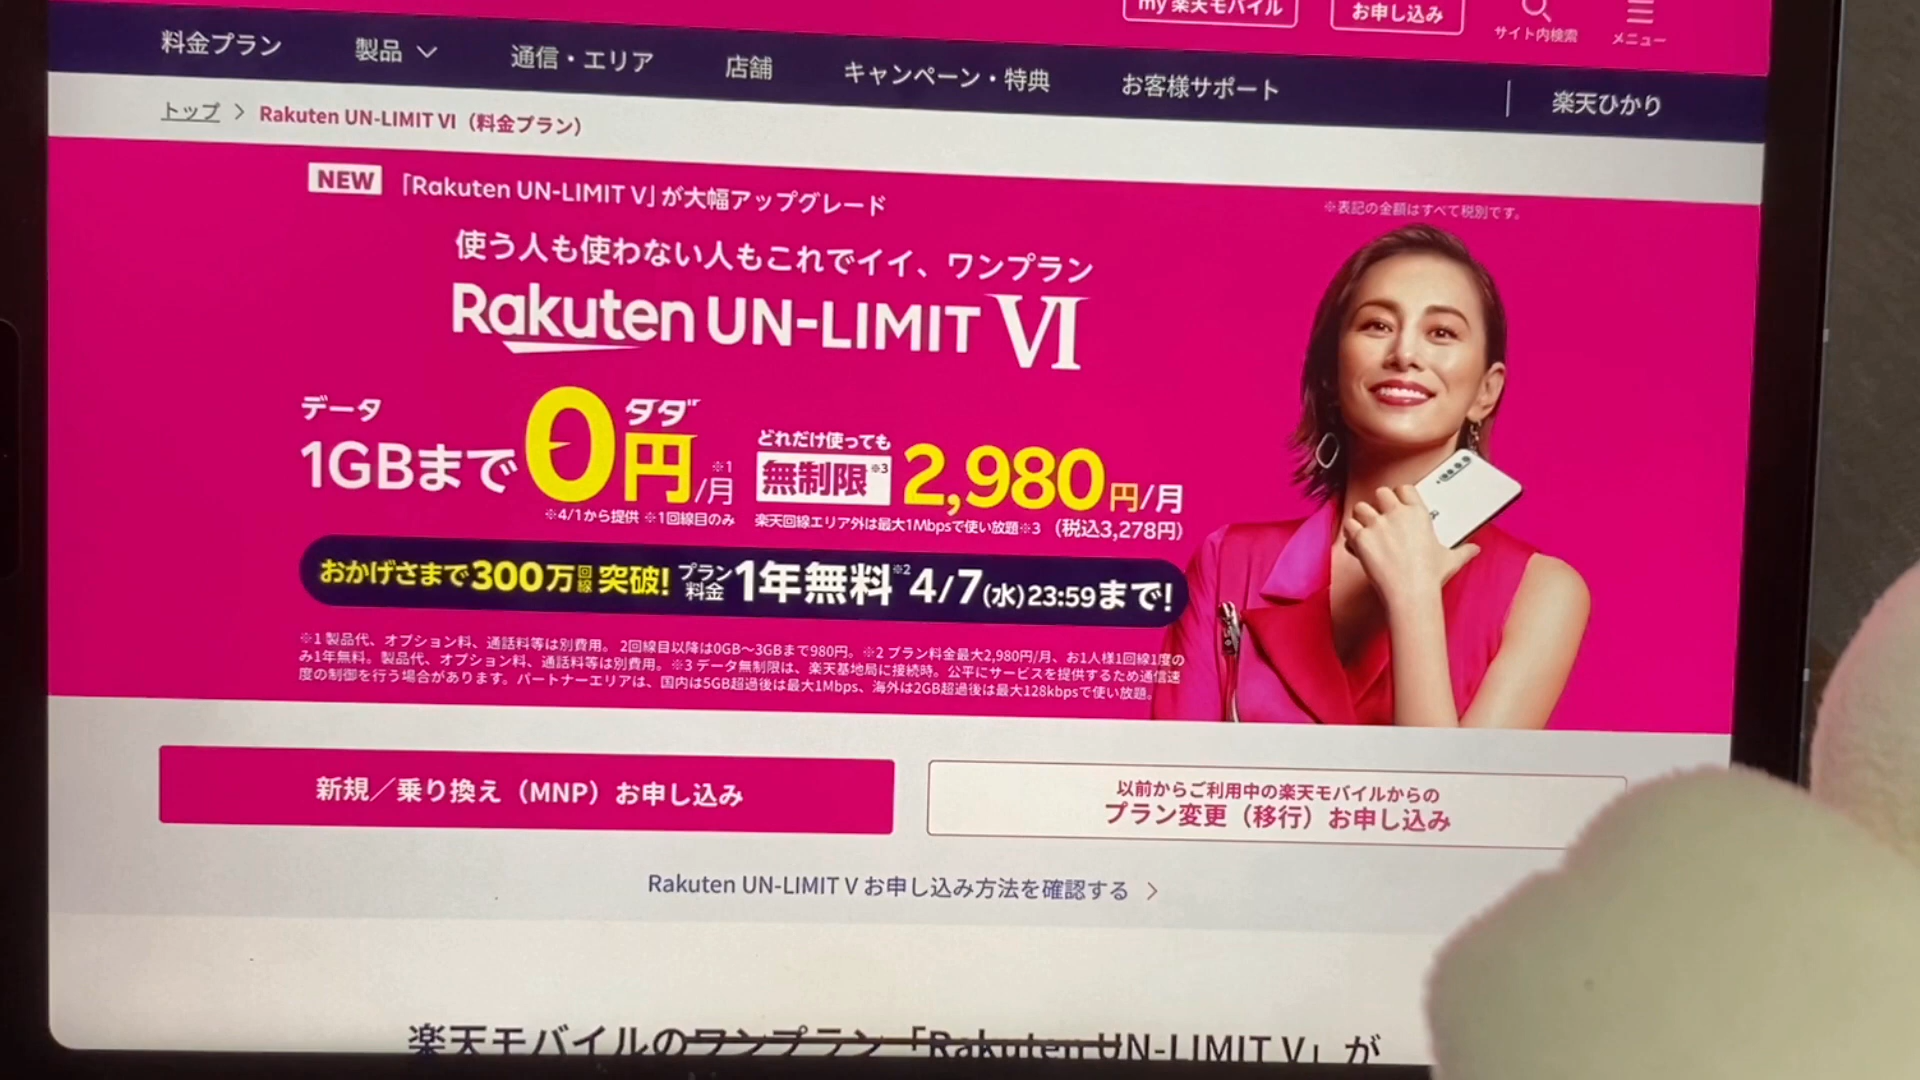 my 楽天モバイル
お申し込み
サイト内検索
メニュー
料金プラン
製品
通信・エリア
店舗
キャンペーン・特典
お客様サポート
楽天ひかり
トップ > Rakuten UN-LIMIT VI（料金プラン）
NEW 「Rakuten UN-LIMIT V」が大幅アップグレード
※表記の金額はすべて税別です。
使う人も使わない人もこれでイイ、ワンプラン
Rakuten UN-LIMIT VI
データ
1GBまで0円/月※1
タダ
※4/1から提供 ※1回線目のみ
どれだけ使っても
無制限※3 2,980円/月
楽天回線エリア外は最大1Mbpsで使い放題※3 （税込3,278円）
おかげさまで300万回線突破! プラン料金1年無料※2 4/7(水)23:59まで!
※1 製品代、オプション料、通話料等は別費用。 2回線目以降は0GB〜3GBまで980円。※2 プラン料金最大2,980円/月、お1人様1回線1度の
み1年無料。製品代、オプション料、通話料等は別費用。※3 データ無制限は、楽天基地局に接続時。公平にサービスを提供するため通信速
度の制御を行う場合があります。パートナーエリアは、国内は5GB超過後は最大1Mbps、海外は2GB超過後は最大128kbpsで使い放題。
新規／乗り換え（MNP）お申し込み
以前からご利用中の楽天モバイルからの
プラン変更（移行）お申し込み
Rakuten UN-LIMIT V お申し込み方法を確認する >
楽天モバイルのワンプラン「Rakuten UN-LIMIT V」が